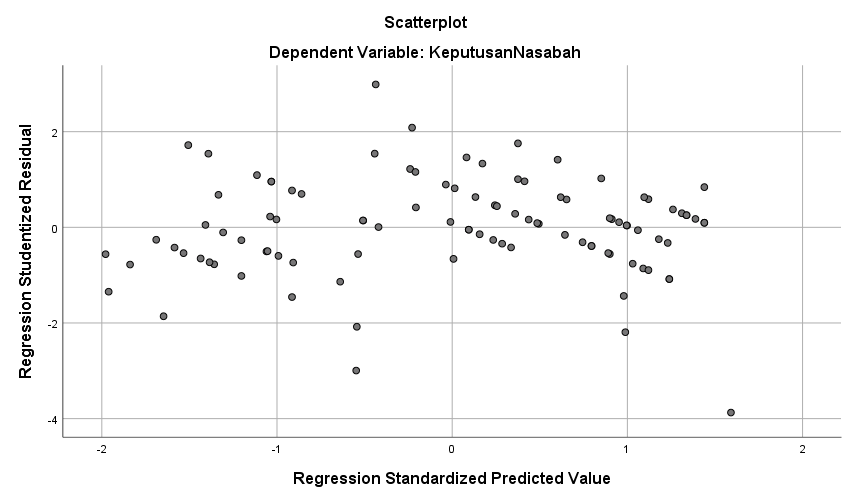 Scatterplot
Dependent Variable: KeputusanNasabah
Regression Studentized Residual
2
0
-2
-4
-2
-1
0
1
2
Regression Standardized Predicted Value